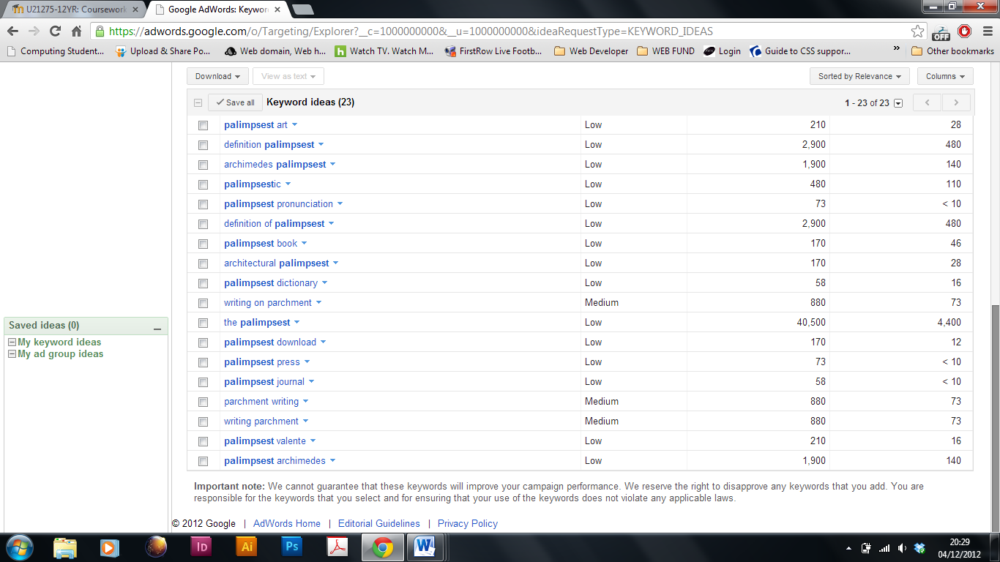 U21275-12YR: Coursework
Google AdWords: Keywor
https://adwords.google.com/o/Targeting/Explorer?__c=1000000000&__u=1000000000&ideaRequestType=KEYWORD_IDEAS
OFF
Computing Student... Upload & Share Po... Web domain, Web h... h Watch TV. Watch M... FirstRow Live Footb... Web Developer WEB FUND Login Guide to CSS suppor... » Other bookmarks
Download View as text Sorted by Relevance Columns
Save all Keyword ideas (23) 1 - 23 of 23
palimpsest art Low 210 28
definition palimpsest Low 2,900 480
archimedes palimpsest Low 1,900 140
palimpsestic Low 480 110
palimpsest pronunciation Low 73 < 10
definition of palimpsest Low 2,900 480
palimpsest book Low 170 46
architectural palimpsest Low 170 28
palimpsest dictionary Low 58 16
writing on parchment Medium 880 73
the palimpsest Low 40,500 4,400
palimpsest download Low 170 12
palimpsest press Low 73 < 10
palimpsest journal Low 58 < 10
parchment writing Medium 880 73
writing parchment Medium 880 73
palimpsest valente Low 210 16
palimpsest archimedes Low 1,900 140
Saved ideas (0)
My keyword ideas
My ad group ideas
Important note: We cannot guarantee that these keywords will improve your campaign performance. We reserve the right to disapprove any keywords that you add. You are
responsible for the keywords that you select and for ensuring that your use of the keywords does not violate any applicable laws.
© 2012 Google | AdWords Home | Editorial Guidelines | Privacy Policy
Id Ai Ps W
20:29
04/12/2012